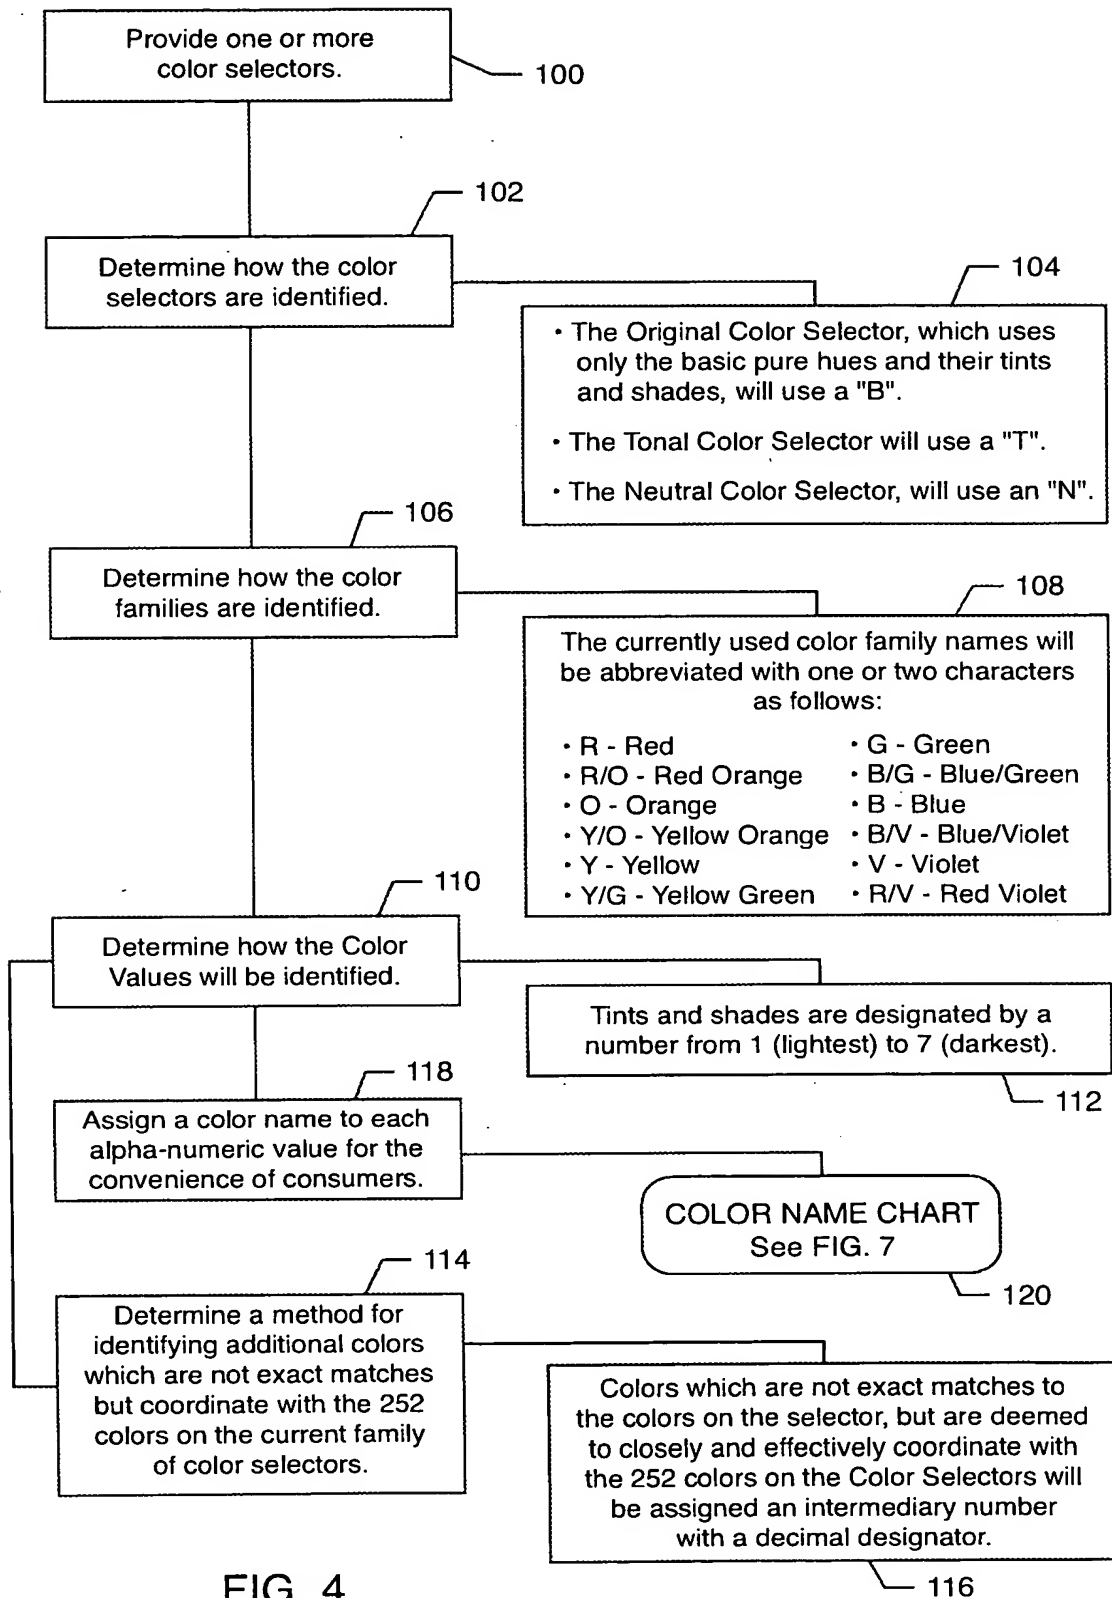 Provide one or more
color selectors.
100
102
Determine how the color
selectors are identified.
104
• The Original Color Selector, which uses
only the basic pure hues and their tints
and shades, will use a "B".
• The Tonal Color Selector will use a "T".
• The Neutral Color Selector, will use an "N".
106
Determine how the color
families are identified.
108
The currently used color family names will
be abbreviated with one or two characters
as follows:
• R - Red
• R/O - Red Orange
• O - Orange
• Y/O - Yellow Orange
• Y - Yellow
• Y/G - Yellow Green
• G - Green
• B/G - Blue/Green
• B - Blue
• B/V - Blue/Violet
• V - Violet
• R/V - Red Violet
110
Determine how the Color
Values will be identified.
Tints and shades are designated by a
number from 1 (lightest) to 7 (darkest).
112
118
Assign a color name to each
alpha-numeric value for the
convenience of consumers.
COLOR NAME CHART
See FIG. 7
120
114
Determine a method for
identifying additional colors
which are not exact matches
but coordinate with the 252
colors on the current family
of color selectors.
Colors which are not exact matches to
the colors on the selector, but are deemed
to closely and effectively coordinate with
the 252 colors on the Color Selectors will
be assigned an intermediary number
with a decimal designator.
116
FIG. 4